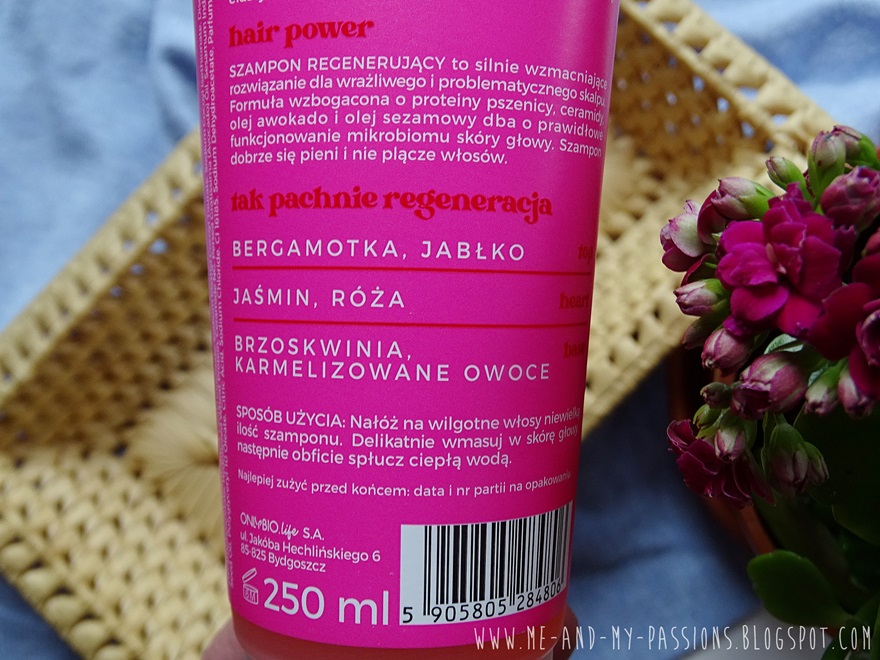 hair power
SZAMPON REGENERUJĄCY to silnie wzmacniające
rozwiązanie dla wrażliwego i problematycznego skalpu.
Formuła wzbogacona o proteiny pszenicy, ceramidy,
olej awokado i olej sezamowy dba o prawidłowe
funkcjonowanie mikrobiomu skóry głowy. Szampon
dobrze się pieni i nie plącze włosów.
tak pachnie regeneracja
BERGAMOTKA, JABŁKO top
JAŚMIN, RÓŻA heart
BRZOSKWINIA,
KARMELIZOWANE OWOCE
SPOSÓB UŻYCIA: Nałóż na wilgotne włosy niewielką
ilość szamponu. Delikatnie wmasuj w skórę głowy
następnie obficie spłucz ciepłą wodą.
Najlepiej zużyć przed końcem: data i nr partii na opakowaniu
ONLYBIO.life S.A.
ul. Jakóba Hechlińskiego 6
85-825 Bydgoszcz
250 ml
5 905805 284806
WWW.ME-AND-MY-PASSIONS.BLOGSPOT.COM